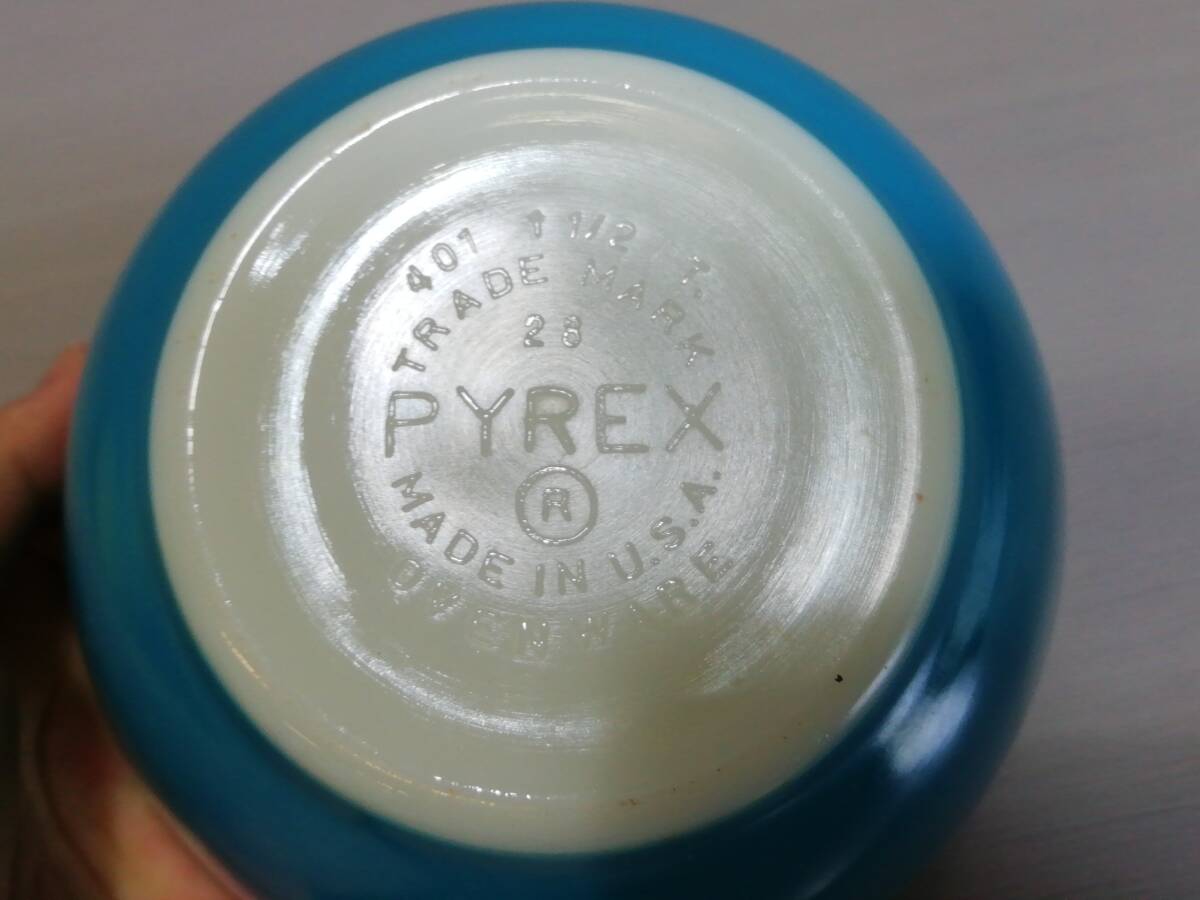 401 1 1/2 T.
TRADE MARK
28
PYREX
®
MADE IN U.S.A.
OVENWARE